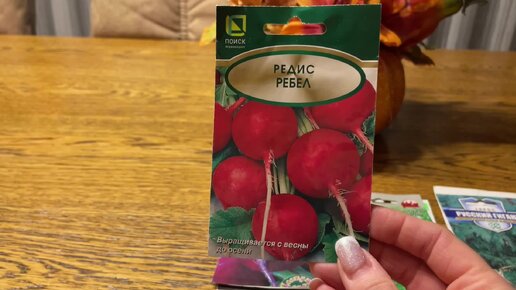 ПОИСК
РЕДИС
РЕБЕЛ
Выращивается с весны
до осени
РУССКИЙ ГИГАНТ